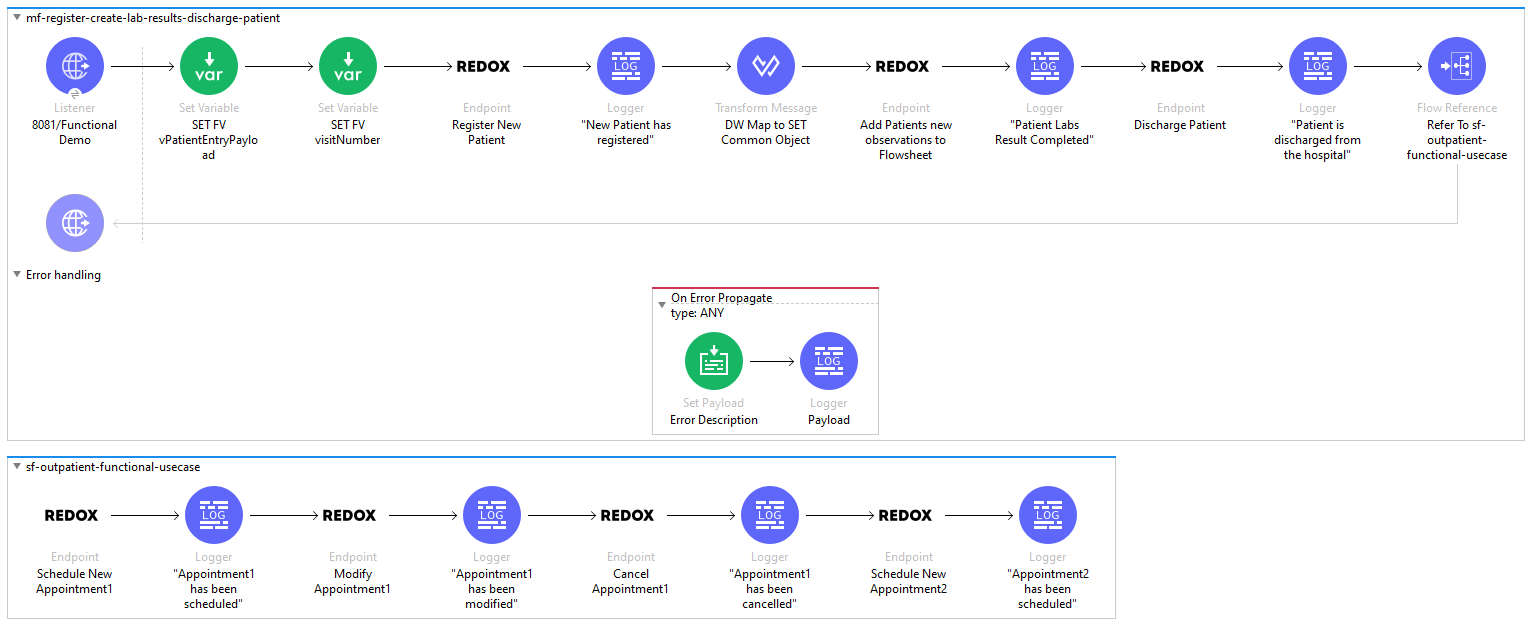 mf-register-create-lab-results-discharge-patient
var
var
REDOX
LOG
REDOX
LOG
REDOX
LOG
Listener
Set Variable
Set Variable
Endpoint
Logger
Transform Message
Endpoint
Logger
Endpoint
Logger
Flow Reference
8081/Functional
Demo
SET FV
vPatientEntryPaylo
ad
SET FV
visitNumber
Register New
Patient
"New Patient has
registered"
DW Map to SET
Common Object
Add Patients new
observations to
Flowsheet
"Patient Labs
Result Completed"
Discharge Patient
"Patient is
discharged from
the hospital"
Refer To sf-
outpatient-
functional-usecase
Error handling
On Error Propagate
type: ANY
LOG
Set Payload
Logger
Error Description
Payload
sf-outpatient-functional-usecase
REDOX
LOG
REDOX
LOG
REDOX
LOG
REDOX
LOG
Endpoint
Logger
Endpoint
Logger
Endpoint
Logger
Endpoint
Logger
Schedule New
Appointment1
"Appointment1
has been
scheduled"
Modify
Appointment1
"Appointment1
has been
modified"
Cancel
Appointment1
"Appointment1
has been
cancelled"
Schedule New
Appointment2
"Appointment2
has been
scheduled"